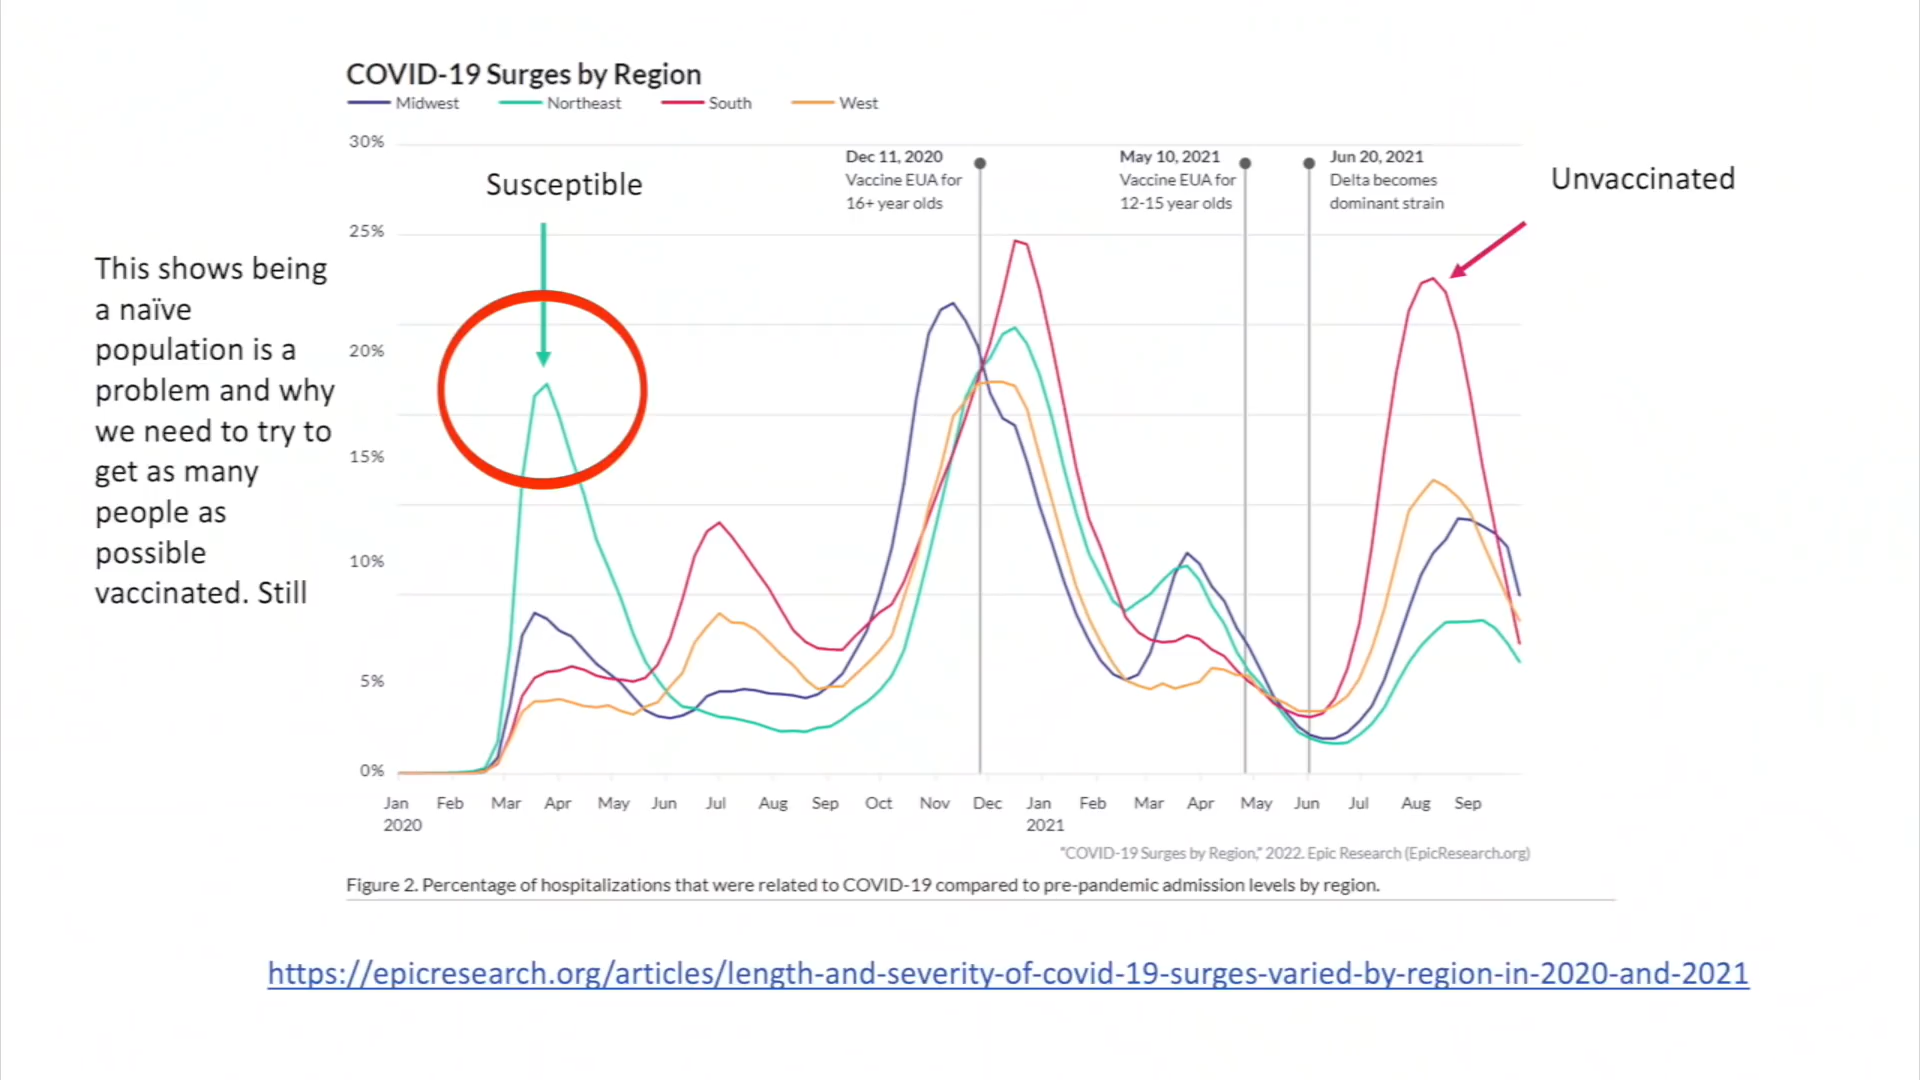 COVID-19 Surges by Region
Midwest Northeast South West
30%
25%
20%
15%
10%
5%
0%
Susceptible
Dec 11, 2020
Vaccine EUA for
16+ year olds
May 10, 2021
Vaccine EUA for
12-15 year olds
Jun 20, 2021
Delta becomes
dominant strain
Unvaccinated
This shows being
a naïve
population is a
problem and why
we need to try to
get as many
people as
possible
vaccinated. Still
Jan Feb Mar Apr May Jun Jul Aug Sep Oct Nov Dec Jan Feb Mar Apr May Jun Jul Aug Sep
2020 2021
"COVID-19 Surges by Region," 2022. Epic Research (EpicResearch.org)
Figure 2. Percentage of hospitalizations that were related to COVID-19 compared to pre-pandemic admission levels by region.
https://epicresearch.org/articles/length-and-severity-of-covid-19-surges-varied-by-region-in-2020-and-2021